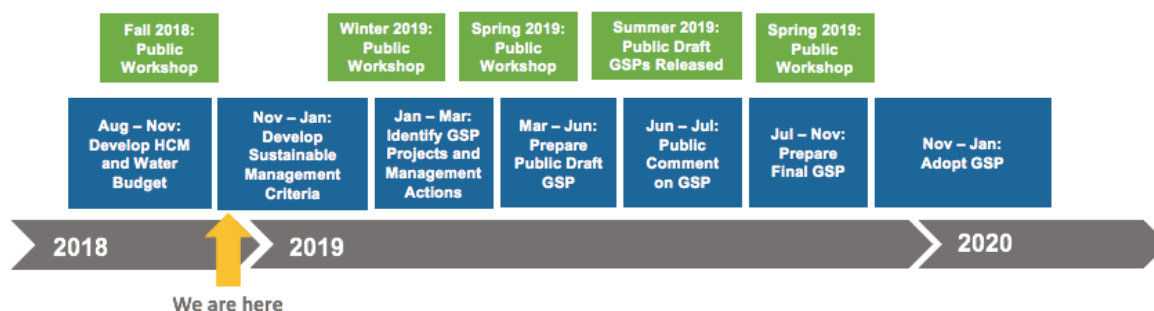 Fall 2018:
Public
Workshop
Winter 2019:
Public
Workshop
Spring 2019:
Public
Workshop
Summer 2019:
Public Draft
GSPs Released
Spring 2019:
Public
Workshop
Aug – Nov:
Develop HCM
and Water
Budget
Nov – Jan:
Develop
Sustainable
Management
Criteria
Jan – Mar:
Identify GSP
Projects and
Management
Actions
Mar – Jun:
Prepare
Public Draft
GSP
Jun – Jul:
Public
Comment
on GSP
Jul – Nov:
Prepare
Final GSP
Nov – Jan:
Adopt GSP
2018
2019
2020
We are here